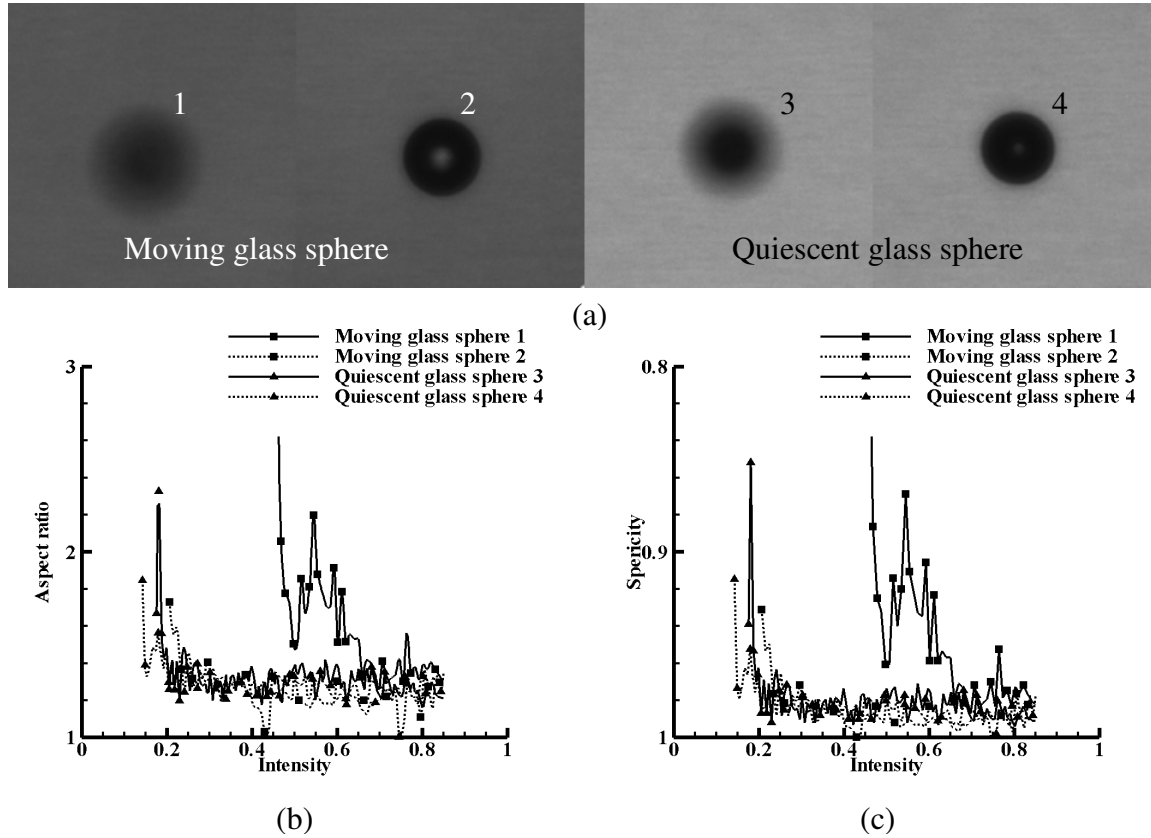 1
2
3
4
Moving glass sphere
Quiescent glass sphere
(a)
Moving glass sphere 1
Moving glass sphere 2
Quiescent glass sphere 3
Quiescent glass sphere 4
3
2
1
Aspect ratio
0
0.2
0.4
0.6
0.8
1
Intensity
(b)
Moving glass sphere 1
Moving glass sphere 2
Quiescent glass sphere 3
Quiescent glass sphere 4
0.8
0.9
1
Spericity
0
0.2
0.4
0.6
0.8
1
Intensity
(c)